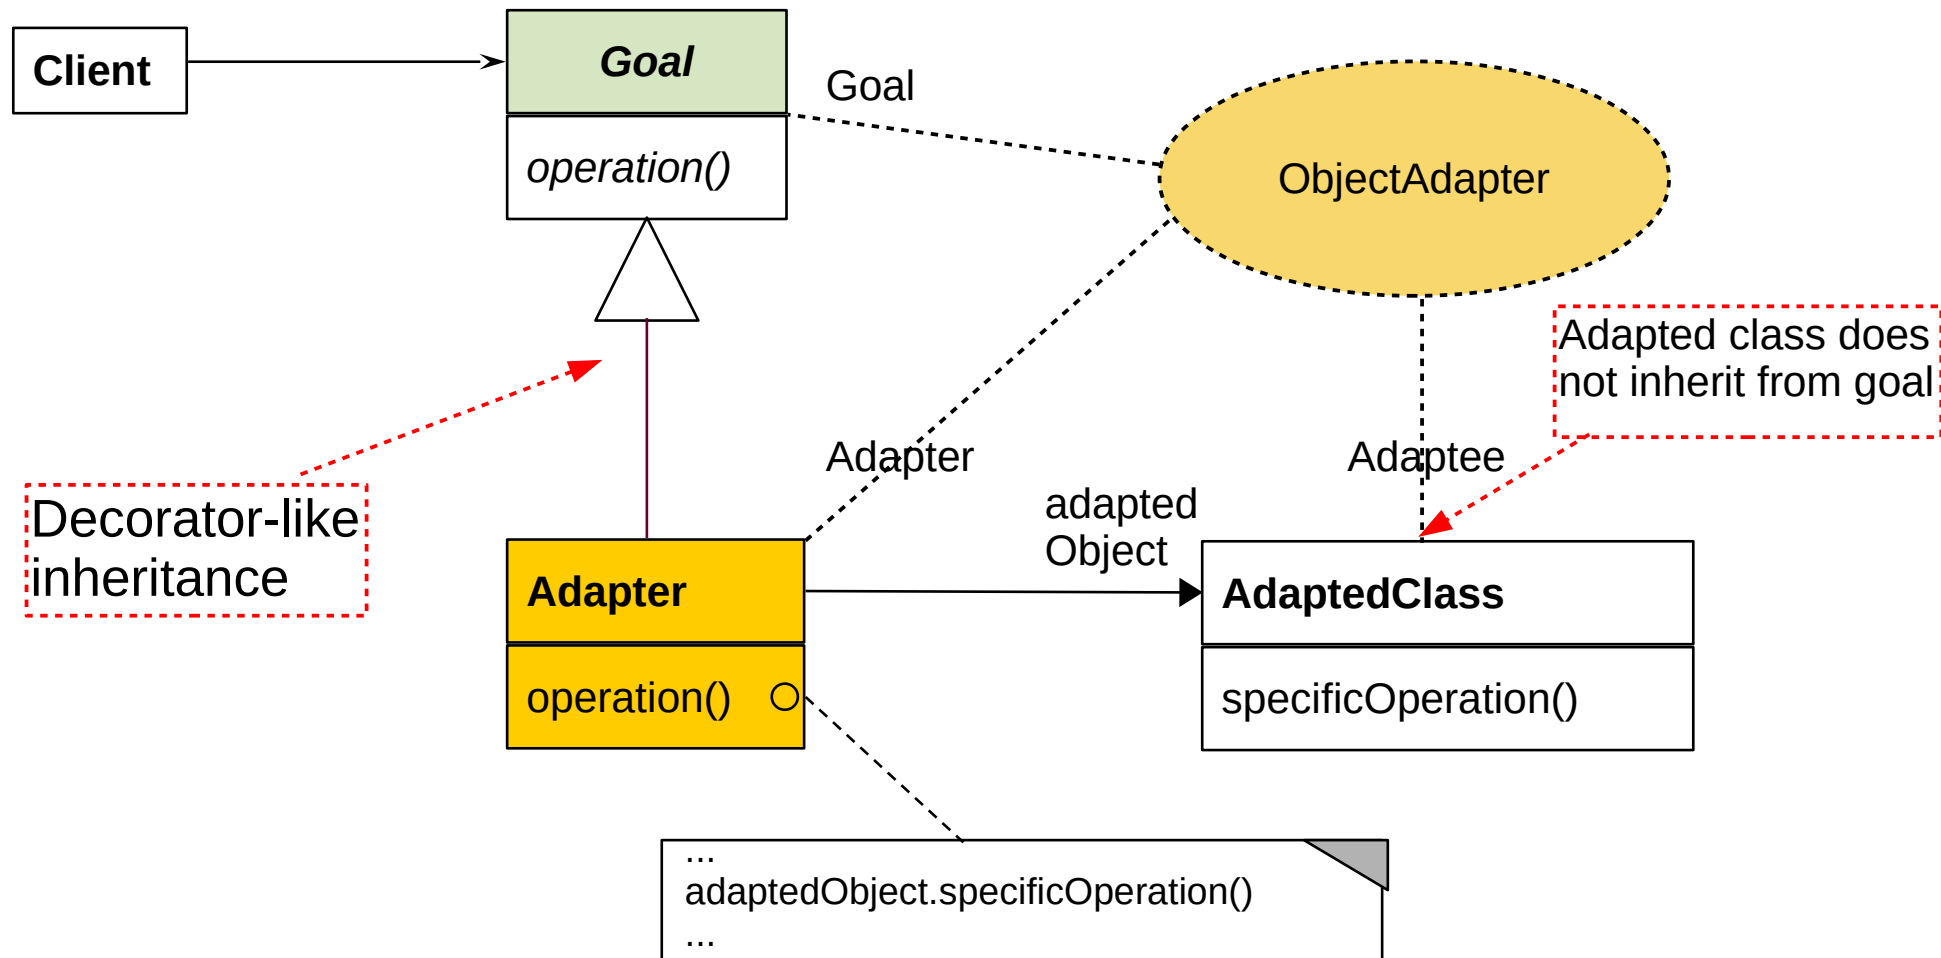 Client
Goal
operation()
Goal
ObjectAdapter
Adapted class does
not inherit from goal
Adapter
Adaptee
Decorator-like
inheritance
adapted
Object
Adapter
operation()
AdaptedClass
specificOperation()
...
adaptedObject.specificOperation()
...